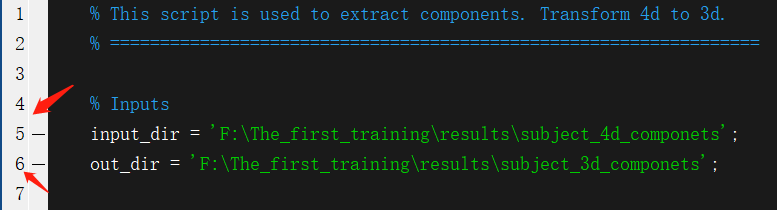 1 % This script is used to extract components. Transform 4d to 3d.
2 % =================================================================
3
4 % Inputs
5 — input_dir = 'F:\The_first_training\results\subject_4d_componets';
6 — out_dir = 'F:\The_first_training\results\subject_3d_componets';
7